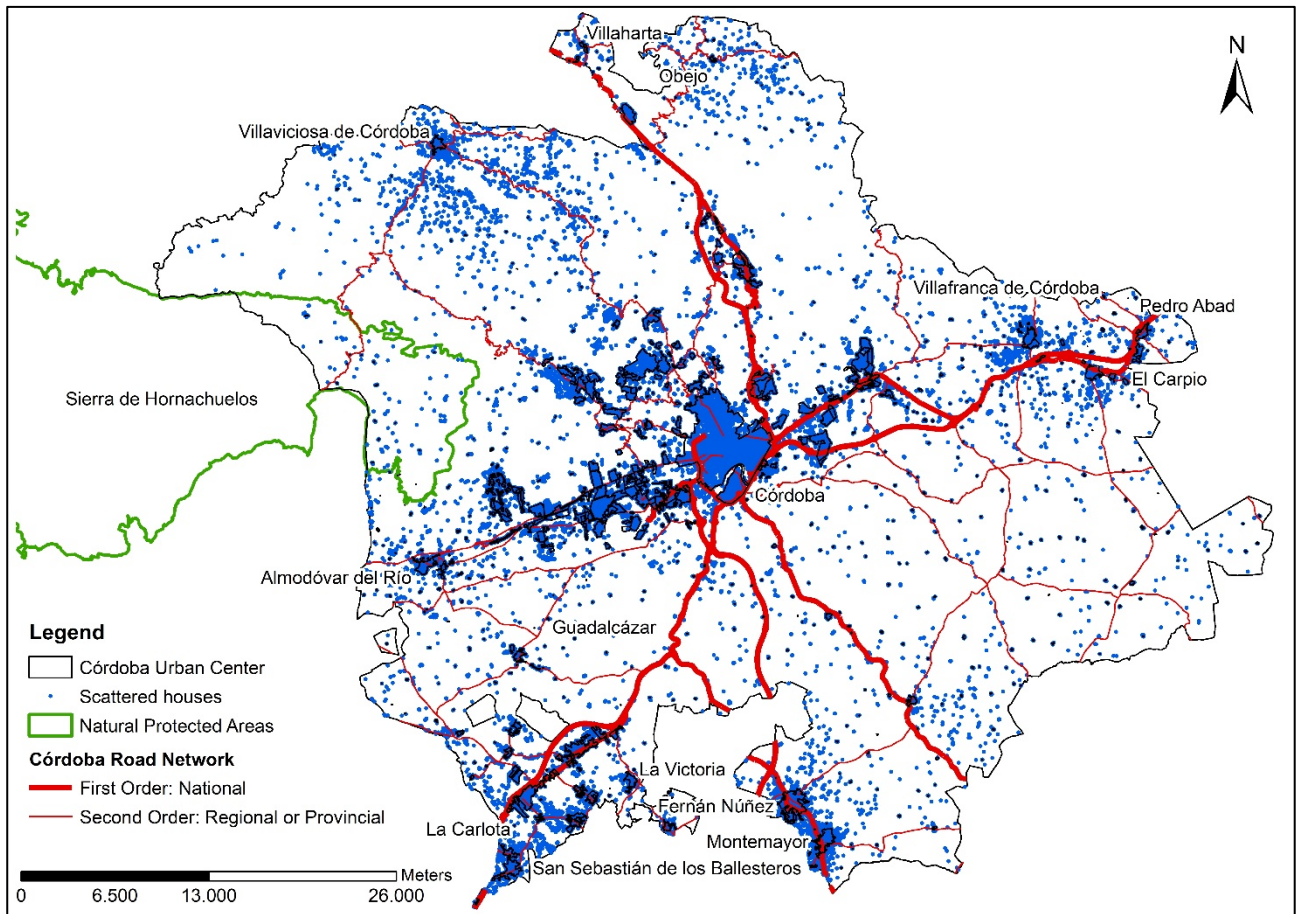 Villaharta
N
Obejo
Villaviciosa de Córdoba
Villafranca de Córdoba
Pedro Abad
El Carpio
Sierra de Hornachuelos
Córdoba
Almodóvar del Río
Guadalcázar
La Victoria
Fernán Núñez
La Carlota
Montemayor
San Sebastián de los Ballesteros
Legend
Córdoba Urban Center
Scattered houses
Natural Protected Areas
Córdoba Road Network
First Order: National
Second Order: Regional or Provincial
Meters
0 6.500 13.000 26.000